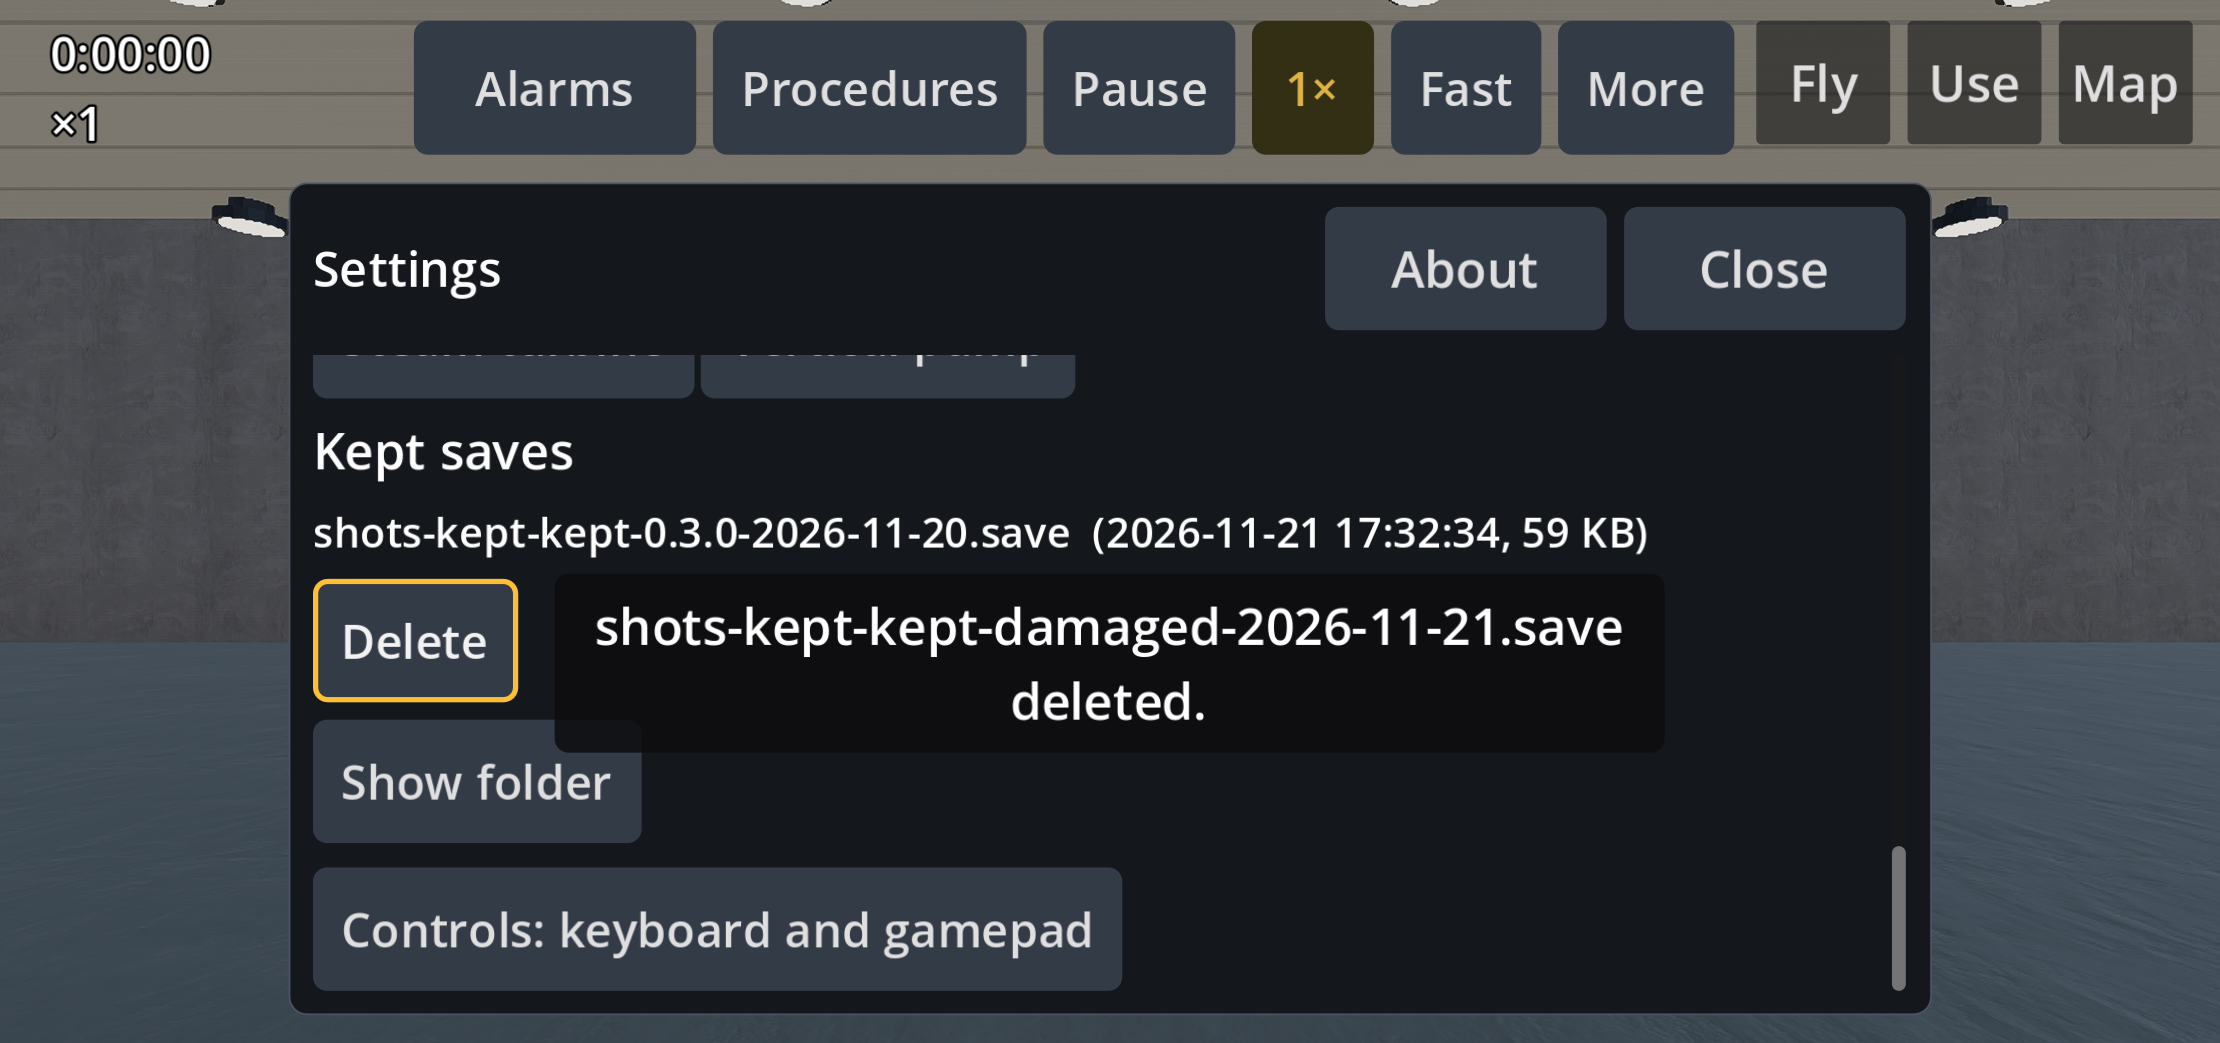 0:00:00
×1
Alarms
Procedures
Pause
1×
Fast
More
Fly
Use
Map
Settings
About
Close
Kept saves
shots-kept-kept-0.3.0-2026-11-20.save (2026-11-21 17:32:34, 59 KB)
Delete
shots-kept-kept-damaged-2026-11-21.save
deleted.
Show folder
Controls: keyboard and gamepad